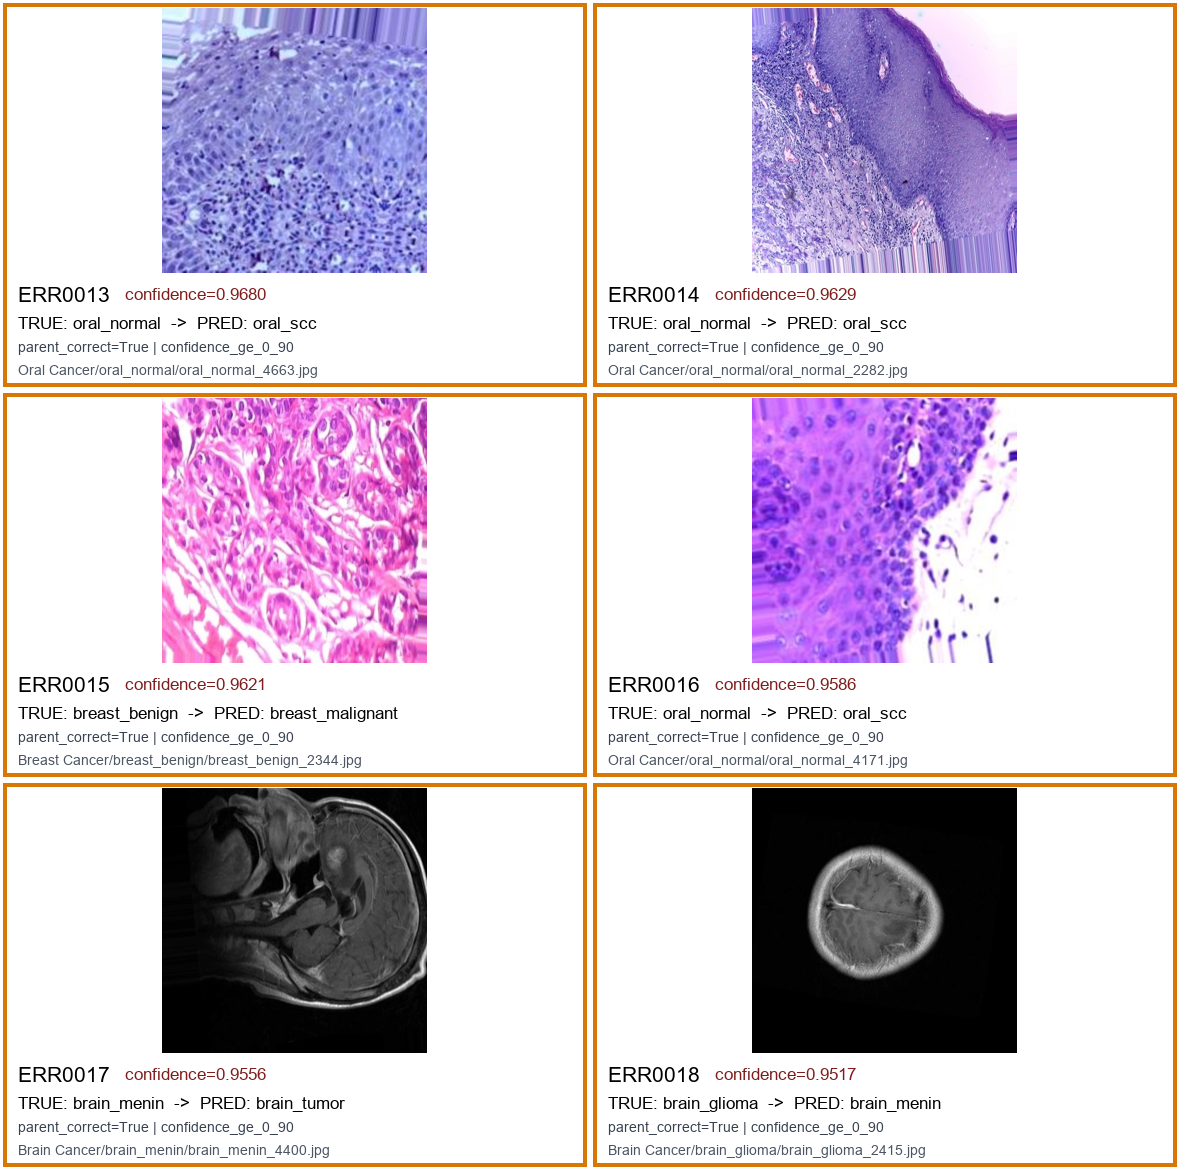 ERR0013 confidence=0.9680
TRUE: oral_normal -> PRED: oral_scc
parent_correct=True | confidence_ge_0_90
Oral Cancer/oral_normal/oral_normal_4663.jpg
ERR0014 confidence=0.9629
TRUE: oral_normal -> PRED: oral_scc
parent_correct=True | confidence_ge_0_90
Oral Cancer/oral_normal/oral_normal_2282.jpg
ERR0015 confidence=0.9621
TRUE: breast_benign -> PRED: breast_malignant
parent_correct=True | confidence_ge_0_90
Breast Cancer/breast_benign/breast_benign_2344.jpg
ERR0016 confidence=0.9586
TRUE: oral_normal -> PRED: oral_scc
parent_correct=True | confidence_ge_0_90
Oral Cancer/oral_normal/oral_normal_4171.jpg
ERR0017 confidence=0.9556
TRUE: brain_menin -> PRED: brain_tumor
parent_correct=True | confidence_ge_0_90
Brain Cancer/brain_menin/brain_menin_4400.jpg
ERR0018 confidence=0.9517
TRUE: brain_glioma -> PRED: brain_menin
parent_correct=True | confidence_ge_0_90
Brain Cancer/brain_glioma/brain_glioma_2415.jpg